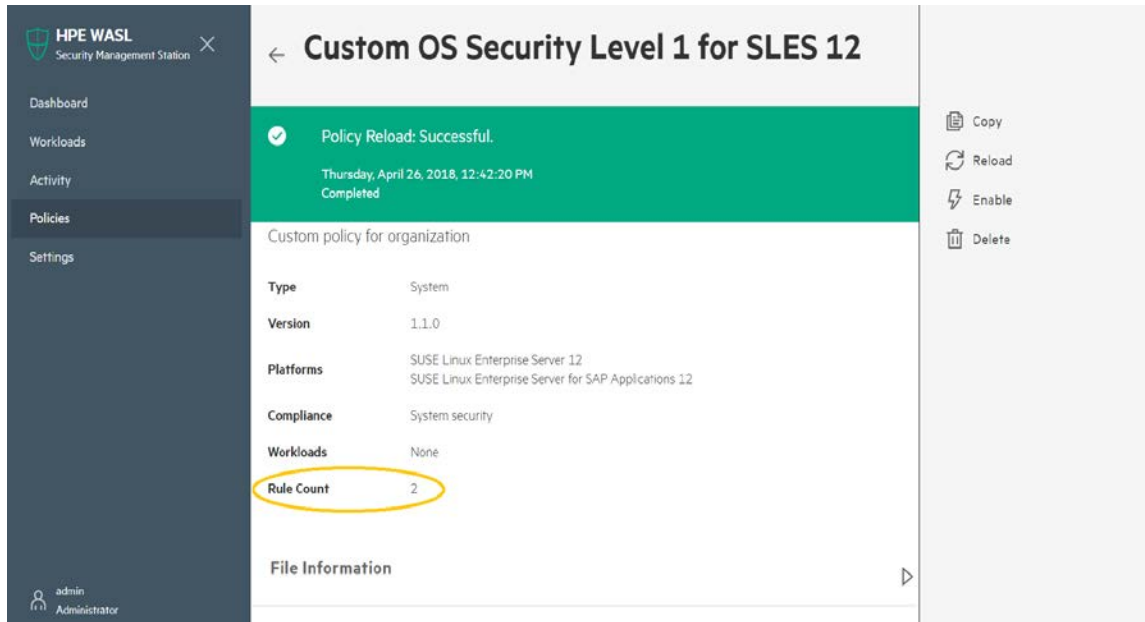 HPE WASL
Security Management Station
Dashboard
Workloads
Activity
Policies
Settings
admin
Administrator
Custom OS Security Level 1 for SLES 12
Policy Reload: Successful.
Thursday, April 26, 2018, 12:42:20 PM
Completed
Custom policy for organization
Type System
Version 1.1.0
Platforms SUSE Linux Enterprise Server 12
SUSE Linux Enterprise Server for SAP Applications 12
Compliance System security
Workloads None
Rule Count 2
File Information
Copy
Reload
Enable
Delete